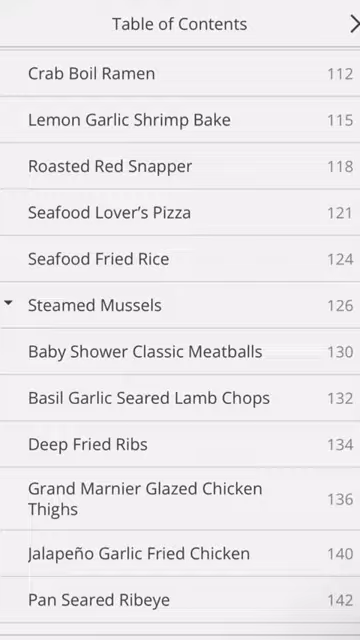 Table of Contents
Crab Boil Ramen 112
Lemon Garlic Shrimp Bake 115
Roasted Red Snapper 118
Seafood Lover’s Pizza 121
Seafood Fried Rice 124
Steamed Mussels 126
Baby Shower Classic Meatballs 130
Basil Garlic Seared Lamb Chops 132
Deep Fried Ribs 134
Grand Marnier Glazed Chicken
Thighs 136
Jalapeño Garlic Fried Chicken 140
Pan Seared Ribeye 142